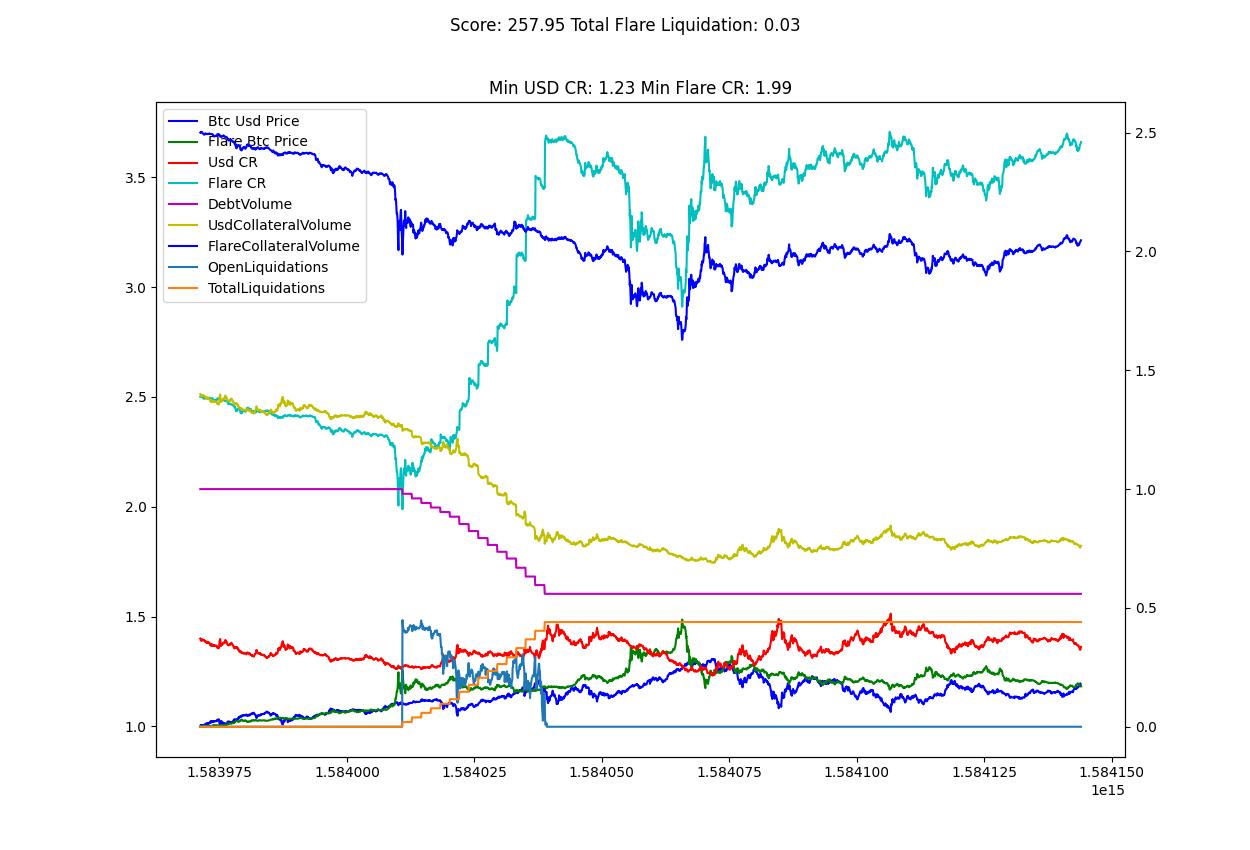 Score: 257.95 Total Flare Liquidation: 0.03
Min USD CR: 1.23 Min Flare CR: 1.99
Btc Usd Price
Flare Btc Price
Usd CR
Flare CR
DebtVolume
UsdCollateralVolume
FlareCollateralVolume
OpenLiquidations
TotalLiquidations
3.5
3.0
2.5
2.0
1.5
1.0
2.5
2.0
1.5
1.0
0.5
0.0
1.583975 1.584000 1.584025 1.584050 1.584075 1.584100 1.584125 1.584150
1e15